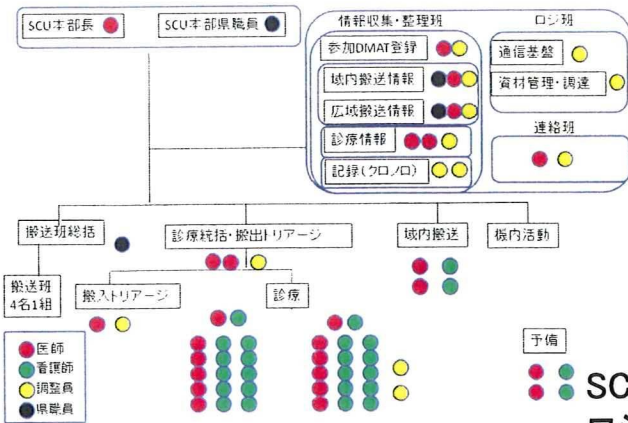 SCU本部長
SCU本部県職員
情報収集・整理班
参加DMAT登録
域内搬送情報
広域搬送情報
診療情報
記録(クロノロ)
ロジ班
通信基盤
資材管理・調達
連絡班
搬送班総括
診療統括・搬出トリアージ
域内搬送
機内活動
搬送班
4名1組
搬入トリアージ
診療
医師
看護師
調整員
県職員
予備
SCU